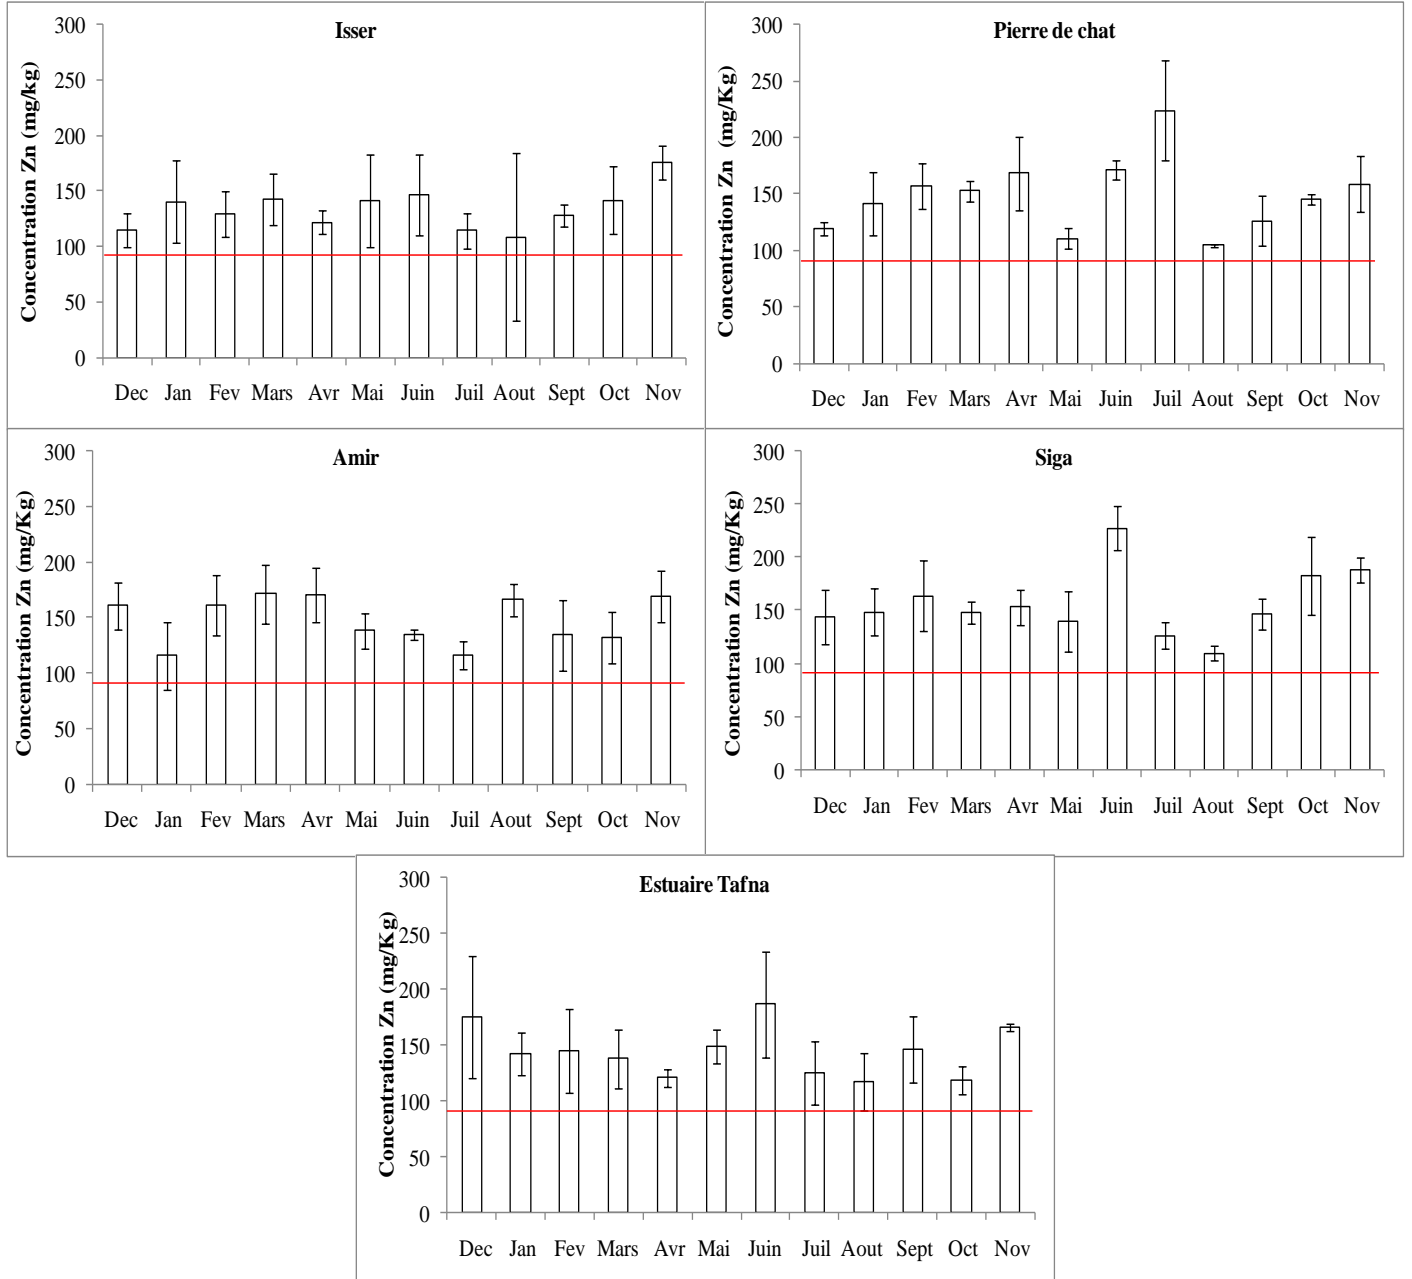 Isser
Concentration Zn (mg/kg)
300
250
200
150
100
50
0
Dec Jan Fev Mars Avr Mai Juin Juil Aout Sept Oct Nov
Pierre de chat
Concentration Zn (mg/Kg)
300
250
200
150
100
50
0
Dec Jan Fev Mars Avr Mai Juin Juil Aout Sept Oct Nov
Amir
Concentration Zn (mg/Kg)
300
250
200
150
100
50
0
Dec Jan Fev Mars Avr Mai Juin Juil Aout Sept Oct Nov
Siga
Concentration Zn (mg/Kg)
300
250
200
150
100
50
0
Dec Jan Fev Mars Avr Mai Juin Juil Aout Sept Oct Nov
Estuaire Tafna
Concentration Zn (mg/Kg)
300
250
200
150
100
50
0
Dec Jan Fev Mars Avr Mai Juin Juil Aout Sept Oct Nov